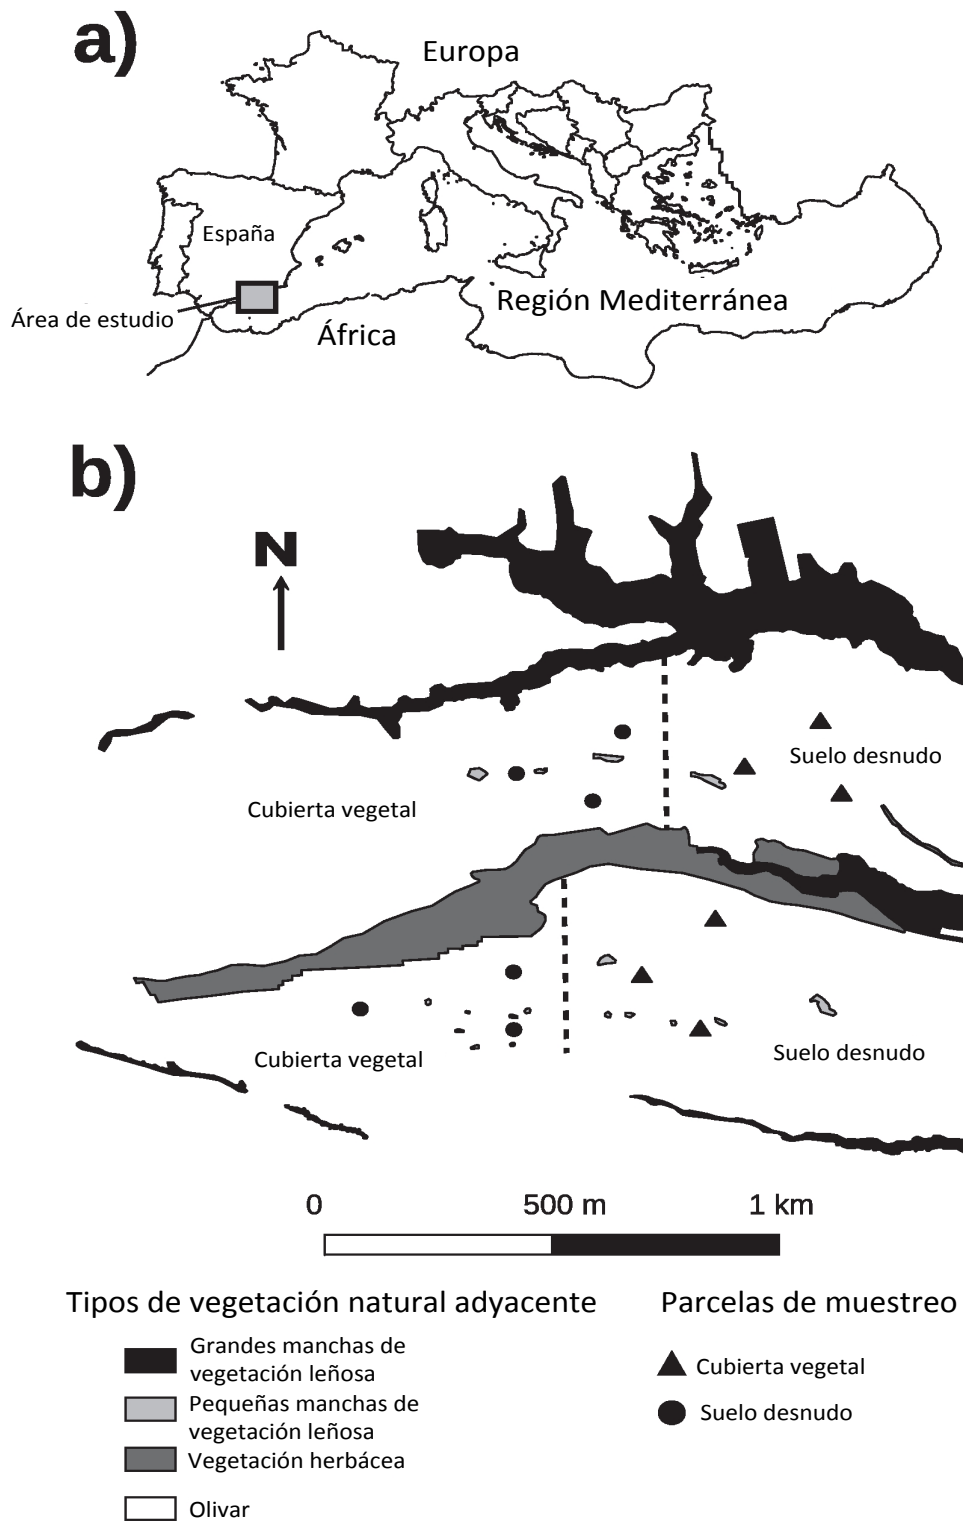 a)
Europa
España
Área de estudio
África
Región Mediterránea
b)
N
Suelo desnudo
Cubierta vegetal
Cubierta vegetal
Suelo desnudo
0 500 m 1 km
Tipos de vegetación natural adyacente
Grandes manchas de
vegetación leñosa
Pequeñas manchas de
vegetación leñosa
Vegetación herbácea
Olivar
Parcelas de muestreo
Cubierta vegetal
Suelo desnudo